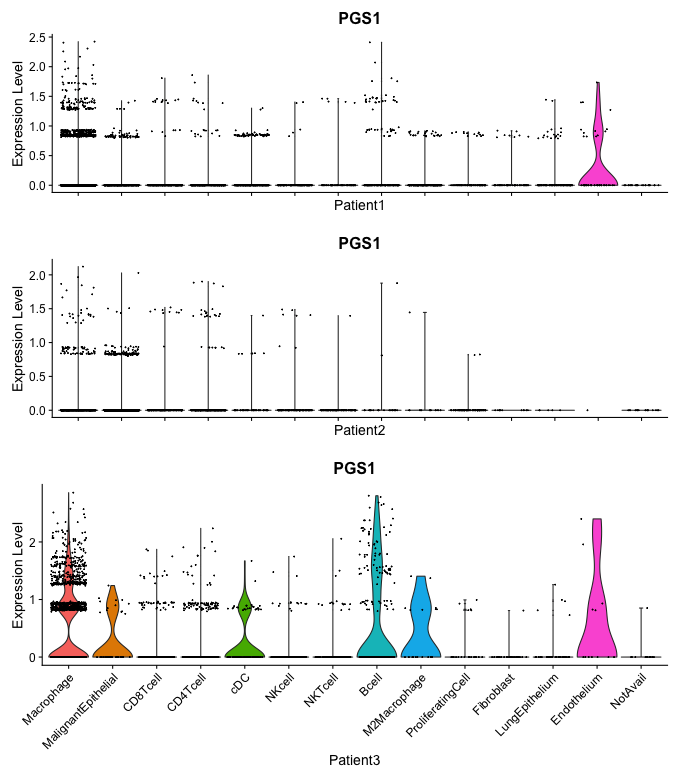 PGS1
Expression Level
2.5
2.0
1.5
1.0
0.5
0.0
Patient1
PGS1
Expression Level
2.0
1.5
1.0
0.5
0.0
Patient2
PGS1
Expression Level
2
1
0
Macrophage
MalignantEpithelial
CD8Tcell
CD4Tcell
cDC
NKcell
NKTcell
Bcell
M2Macrophage
ProliferatingCell
Fibroblast
LungEpithelium
Endothelium
NotAvail
Patient3